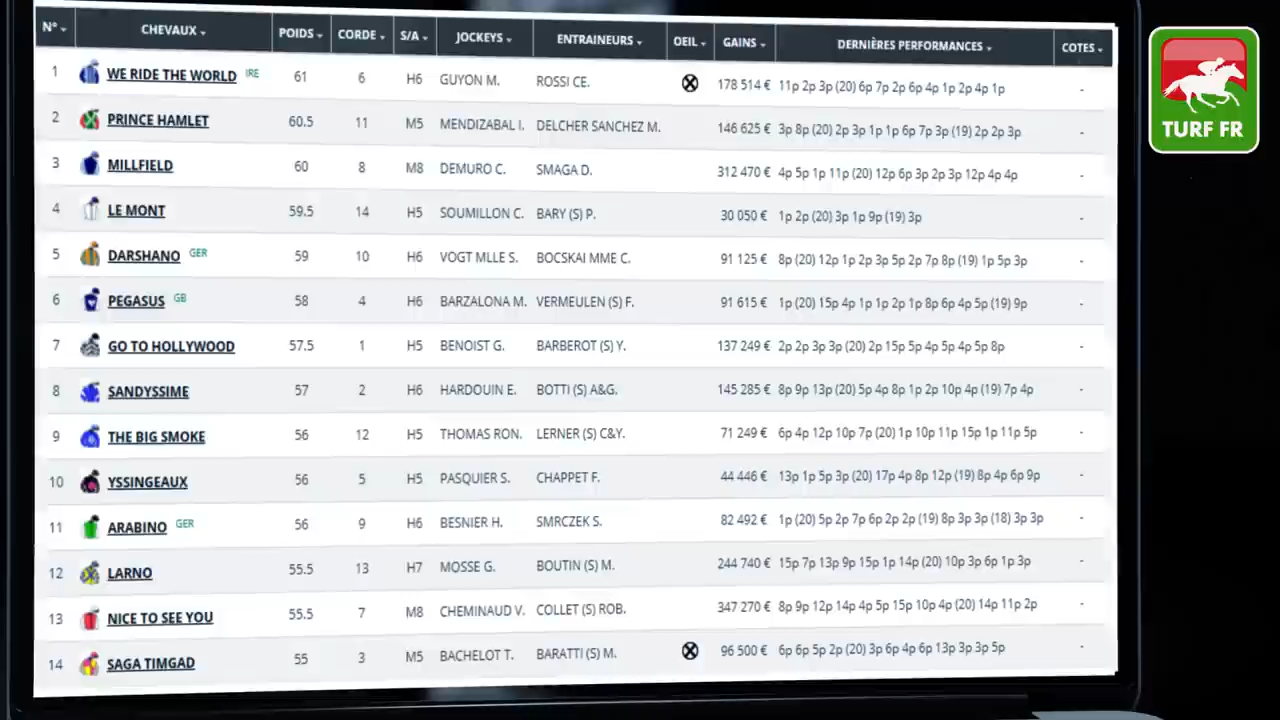 N° CHEVAUX POIDS CORDE S/A JOCKEYS ENTRAINEURS OEIL GAINS DERNIÈRES PERFORMANCES COTES
1 WE RIDE THE WORLD IRE 61 6 H6 GUYON M. ROSSI CE. 178 514 € 11p 2p 3p (20) 6p 7p 2p 6p 4p 1p 2p 4p 1p -
2 PRINCE HAMLET 60.5 11 M5 MENDIZABAL I. DELCHER SANCHEZ M. 146 625 € 3p 8p (20) 2p 3p 1p 1p 6p 7p 3p (19) 2p 2p 3p -
3 MILLFIELD 60 8 M8 DEMURO C. SMAGA D. 312 470 € 4p 5p 1p 11p (20) 12p 6p 3p 2p 3p 12p 4p 4p -
4 LE MONT 59.5 14 H5 SOUMILLON C. BARY (S) P. 30 050 € 1p 2p (20) 3p 1p 9p (19) 3p -
5 DARSHANO GER 59 10 H6 VOGT MLLE S. BOCSKAI MME C. 91 125 € 8p (20) 12p 1p 2p 3p 5p 2p 7p 8p (19) 1p 5p 3p -
6 PEGASUS GB 58 4 H6 BARZALONA M. VERMEULEN (S) F. 91 615 € 1p (20) 15p 4p 1p 1p 2p 1p 8p 6p 4p 5p (19) 9p -
7 GO TO HOLLYWOOD 57.5 1 H5 BENOIST G. BARBEROT (S) Y. 137 249 € 2p 2p 3p 3p (20) 2p 15p 5p 4p 5p 4p 5p 8p -
8 SANDYSSIME 57 2 H6 HARDOUIN E. BOTTI (S) A&G. 145 285 € 8p 9p 13p (20) 5p 4p 8p 1p 2p 10p 4p (19) 7p 4p -
9 THE BIG SMOKE 56 12 H5 THOMAS RON. LERNER (S) C&Y. 71 249 € 6p 4p 12p 10p 7p (20) 1p 10p 11p 15p 1p 11p 5p -
10 YSSINGEAUX 56 5 H5 PASQUIER S. CHAPPET F. 44 446 € 13p 1p 5p 3p (20) 17p 4p 8p 12p (19) 8p 4p 6p 9p -
11 ARABINO GER 56 9 H6 BESNIER H. SMRCZEK S. 82 492 € 1p (20) 5p 2p 7p 6p 2p 2p (19) 8p 3p 3p (18) 3p 3p -
12 LARNO 55.5 13 H7 MOSSE G. BOUTIN (S) M. 244 740 € 15p 7p 13p 9p 15p 1p 14p (20) 10p 3p 6p 1p 3p -
13 NICE TO SEE YOU 55.5 7 M8 CHEMINAUD V. COLLET (S) ROB. 347 270 € 8p 9p 12p 14p 4p 5p 15p 10p 4p (20) 14p 11p 2p -
14 SAGA TIMGAD 55 3 M5 BACHELOT T. BARATTI (S) M. 96 500 € 6p 6p 5p 2p (20) 3p 6p 4p 6p 13p 3p 3p 5p -
TURF FR